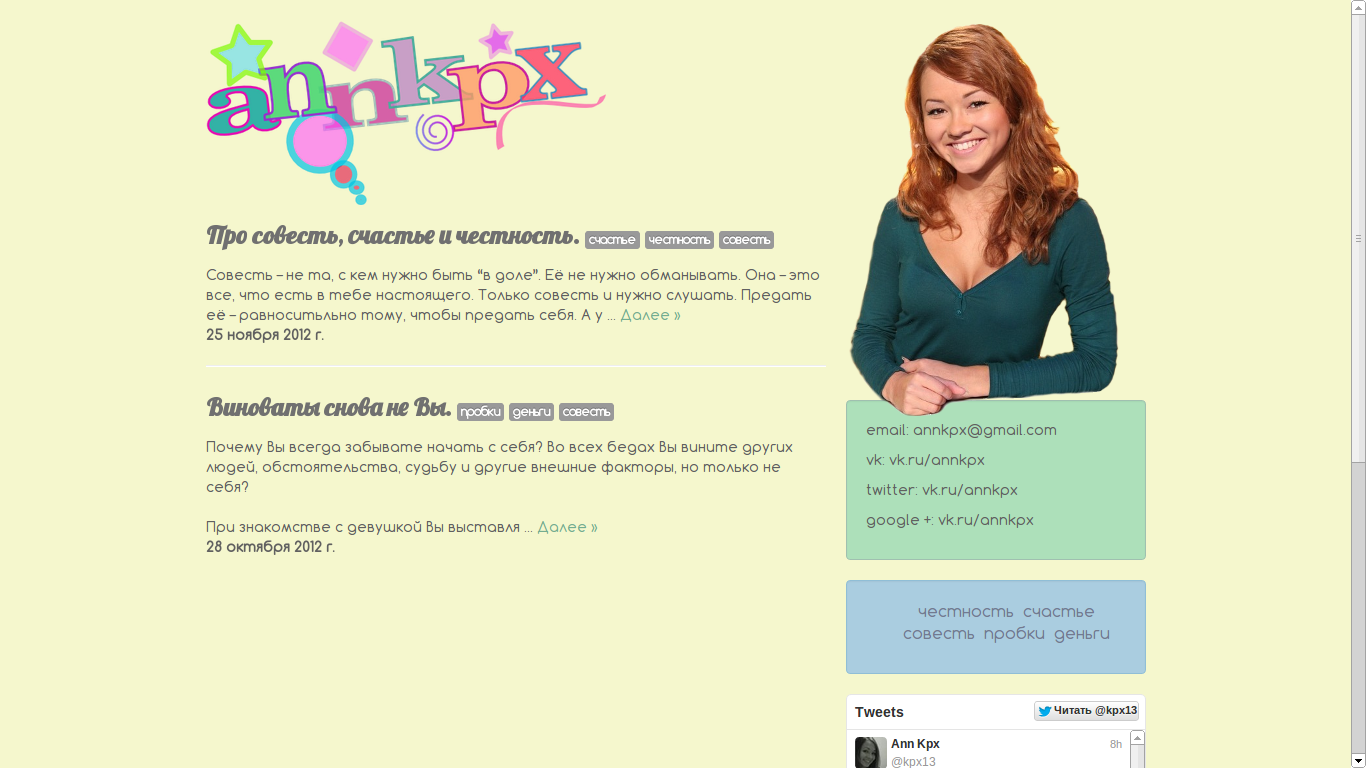 annkpx
Про совесть, счастье и честность. счастье честность совесть
Совесть – не та, с кем нужно быть “в доле”. Её не нужно обманывать. Она – это
все, что есть в тебе настоящего. Только совесть и нужно слушать. Предать
её – равноситьльно тому, чтобы предать себя. А у ... Далее »
25 ноября 2012 г.
Виноваты снова не Вы. пробки деньги совесть
Почему Вы всегда забывате начать с себя? Во всех бедах Вы вините других
людей, обстоятельства, судьбу и другие внешние факторы, но только не
себя?
При знакомстве с девушкой Вы выставля ... Далее »
28 октября 2012 г.
email: annkpx@gmail.com
vk: vk.ru/annkpx
twitter: vk.ru/annkpx
google +: vk.ru/annkpx
честность счастье
совесть пробки деньги
Tweets Читать @kpx13
Ann Kpx 8h
@kpx13